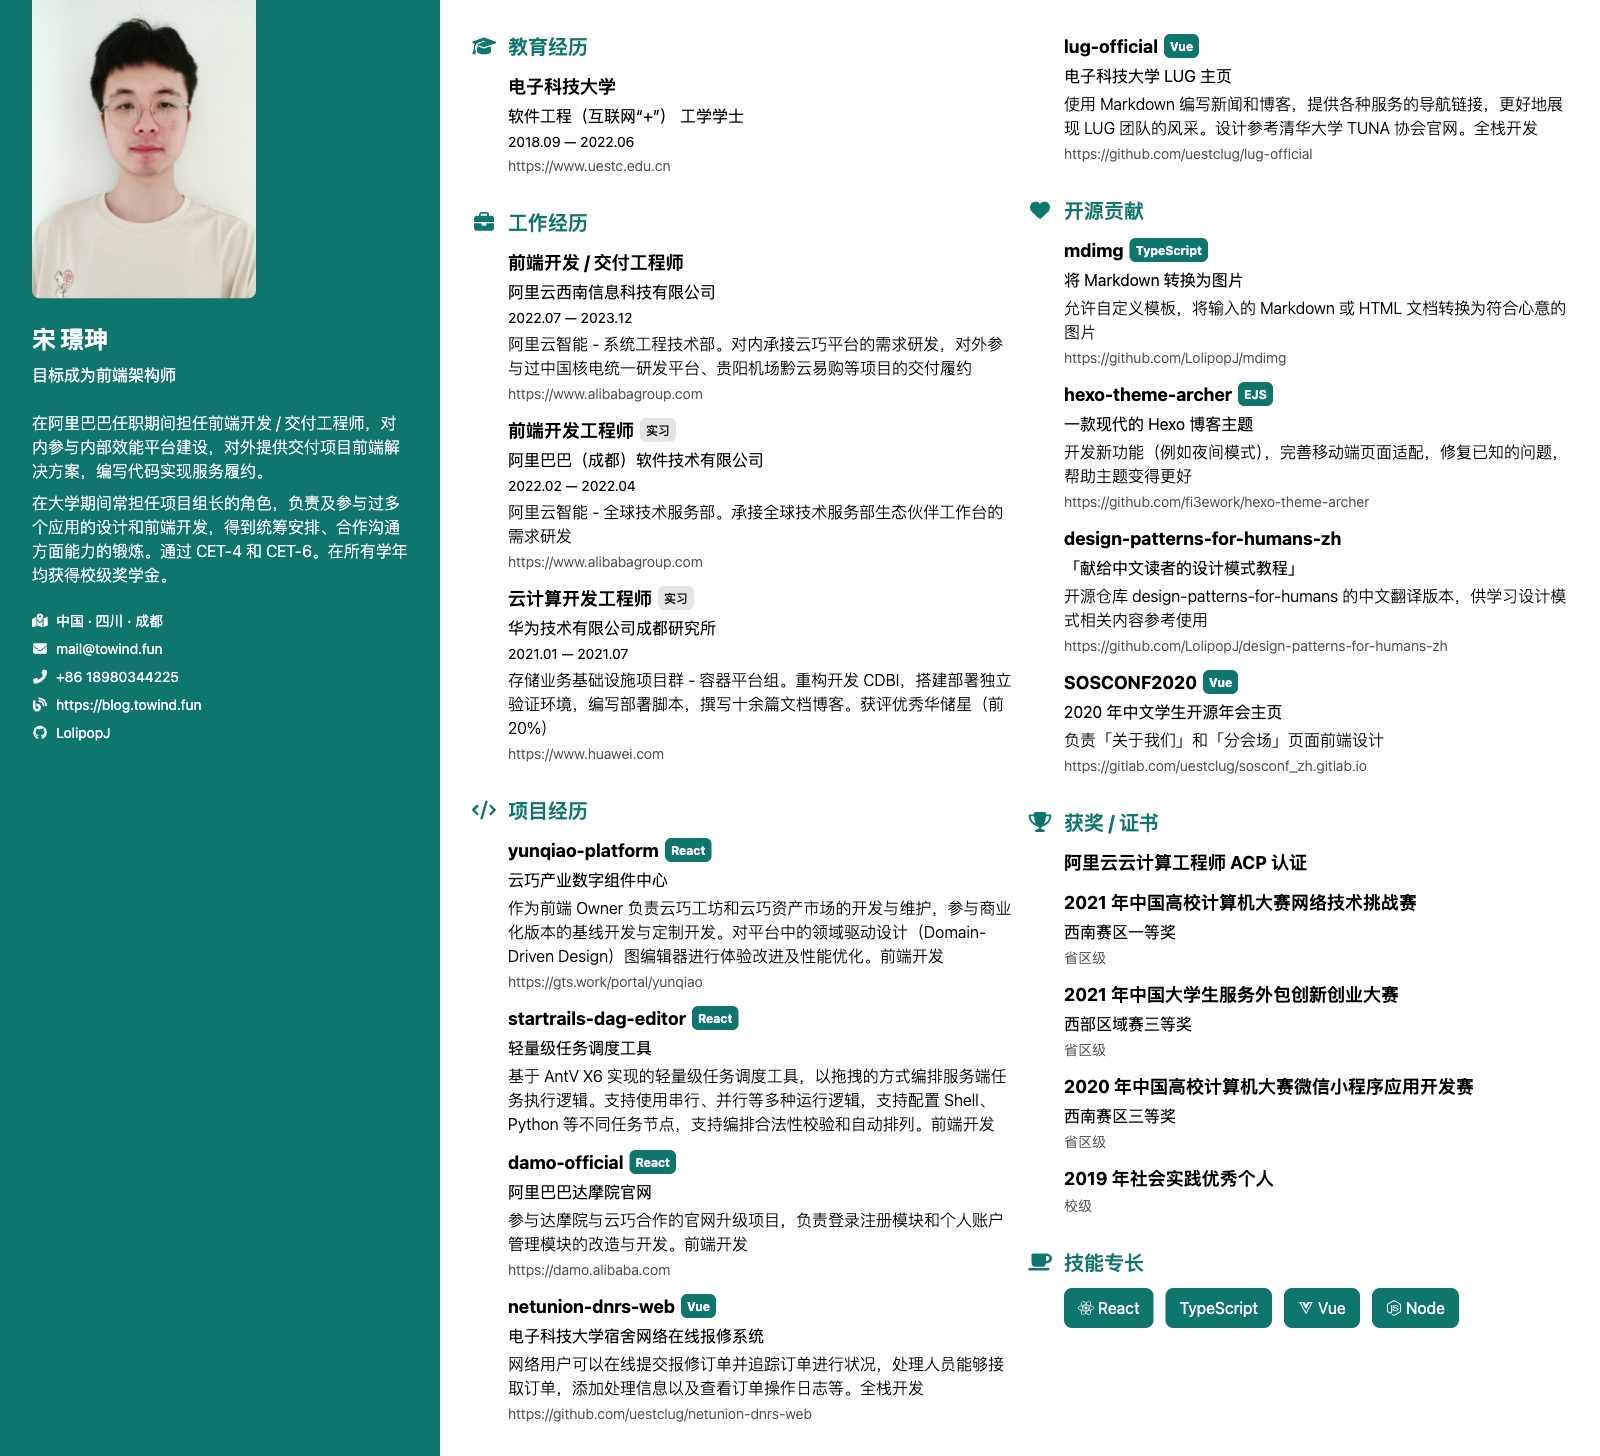 宋 璟珅
目标成为前端架构师
在阿里巴巴任职期间担任前端开发 / 交付工程师，对
内参与内部效能平台建设，对外提供交付项目前端解
决方案，编写代码实现服务履约。
在大学期间常担任项目组长的角色，负责及参与过多
个应用的设计和前端开发，得到统筹安排、合作沟通
方面能力的锻炼。通过 CET-4 和 CET-6。在所有学年
均获得校级奖学金。
中国 · 四川 · 成都
mail@towind.fun
+86 18980344225
https://blog.towind.fun
LolipopJ
教育经历
电子科技大学
软件工程（互联网“+”） 工学学士
2018.09 — 2022.06
https://www.uestc.edu.cn
工作经历
前端开发 / 交付工程师
阿里云西南信息科技有限公司
2022.07 — 2023.12
阿里云智能 - 系统工程技术部。对内承接云巧平台的需求研发，对外参
与过中国核电统一研发平台、贵阳机场黔云易购等项目的交付履约
https://www.alibabagroup.com
前端开发工程师 实习
阿里巴巴（成都）软件技术有限公司
2022.02 — 2022.04
阿里云智能 - 全球技术服务部。承接全球技术服务部生态伙伴工作台的
需求研发
https://www.alibabagroup.com
云计算开发工程师 实习
华为技术有限公司成都研究所
2021.01 — 2021.07
存储业务基础设施项目群 - 容器平台组。重构开发 CDBI，搭建部署独立
验证环境，编写部署脚本，撰写十余篇文档博客。获评优秀华储星（前
20%）
https://www.huawei.com
项目经历
yunqiao-platform React
云巧产业数字组件中心
作为前端 Owner 负责云巧工坊和云巧资产市场的开发与维护，参与商业
化版本的基线开发与定制开发。对平台中的领域驱动设计（Domain-
Driven Design）图编辑器进行体验改进及性能优化。前端开发
https://gts.work/portal/yunqiao
startrails-dag-editor React
轻量级任务调度工具
基于 AntV X6 实现的轻量级任务调度工具，以拖拽的方式编排服务端任
务执行逻辑。支持使用串行、并行等多种运行逻辑，支持配置 Shell、
Python 等不同任务节点，支持编排合法性校验和自动排列。前端开发
damo-official React
阿里巴巴达摩院官网
参与达摩院与云巧合作的官网升级项目，负责登录注册模块和个人账户
管理模块的改造与开发。前端开发
https://damo.alibaba.com
netunion-dnrs-web Vue
电子科技大学宿舍网络在线报修系统
网络用户可以在线提交报修订单并追踪订单进行状况，处理人员能够接
取订单，添加处理信息以及查看订单操作日志等。全栈开发
https://github.com/uestclug/netunion-dnrs-web
lug-official Vue
电子科技大学 LUG 主页
使用 Markdown 编写新闻和博客，提供各种服务的导航链接，更好地展
现 LUG 团队的风采。设计参考清华大学 TUNA 协会官网。全栈开发
https://github.com/uestclug/lug-official
开源贡献
mdimg TypeScript
将 Markdown 转换为图片
允许自定义模板，将输入的 Markdown 或 HTML 文档转换为符合心意的
图片
https://github.com/LolipopJ/mdimg
hexo-theme-archer EJS
一款现代的 Hexo 博客主题
开发新功能（例如夜间模式），完善移动端页面适配，修复已知的问题，
帮助主题变得更好
https://github.com/fi3ework/hexo-theme-archer
design-patterns-for-humans-zh
「献给中文读者的设计模式教程」
开源仓库 design-patterns-for-humans 的中文翻译版本，供学习设计模
式相关内容参考使用
https://github.com/LolipopJ/design-patterns-for-humans-zh
SOSCONF2020 Vue
2020 年中文学生开源年会主页
负责「关于我们」和「分会场」页面前端设计
https://gitlab.com/uestclug/sosconf_zh.gitlab.io
获奖 / 证书
阿里云云计算工程师 ACP 认证
2021 年中国高校计算机大赛网络技术挑战赛
西南赛区一等奖
省区级
2021 年中国大学生服务外包创新创业大赛
西部区域赛三等奖
省区级
2020 年中国高校计算机大赛微信小程序应用开发赛
西南赛区三等奖
省区级
2019 年社会实践优秀个人
校级
技能专长
React TypeScript Vue Node